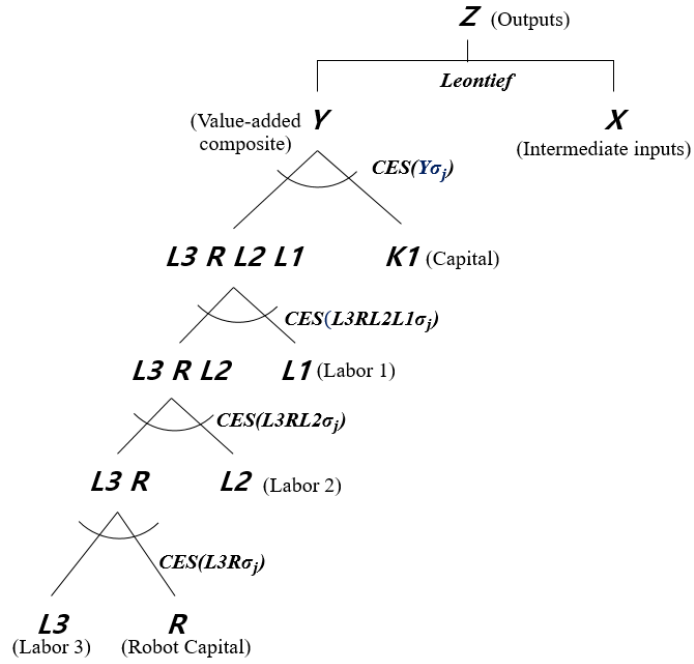 Z (Outputs)
Leontief
(Value-added Y
composite)
X
(Intermediate inputs)
CES(Yσj)
L3 R L2 L1
K1 (Capital)
CES(L3RL2L1σj)
L3 R L2
L1 (Labor 1)
CES(L3RL2σj)
L3 R
L2 (Labor 2)
CES(L3Rσj)
L3
(Labor 3)
R
(Robot Capital)